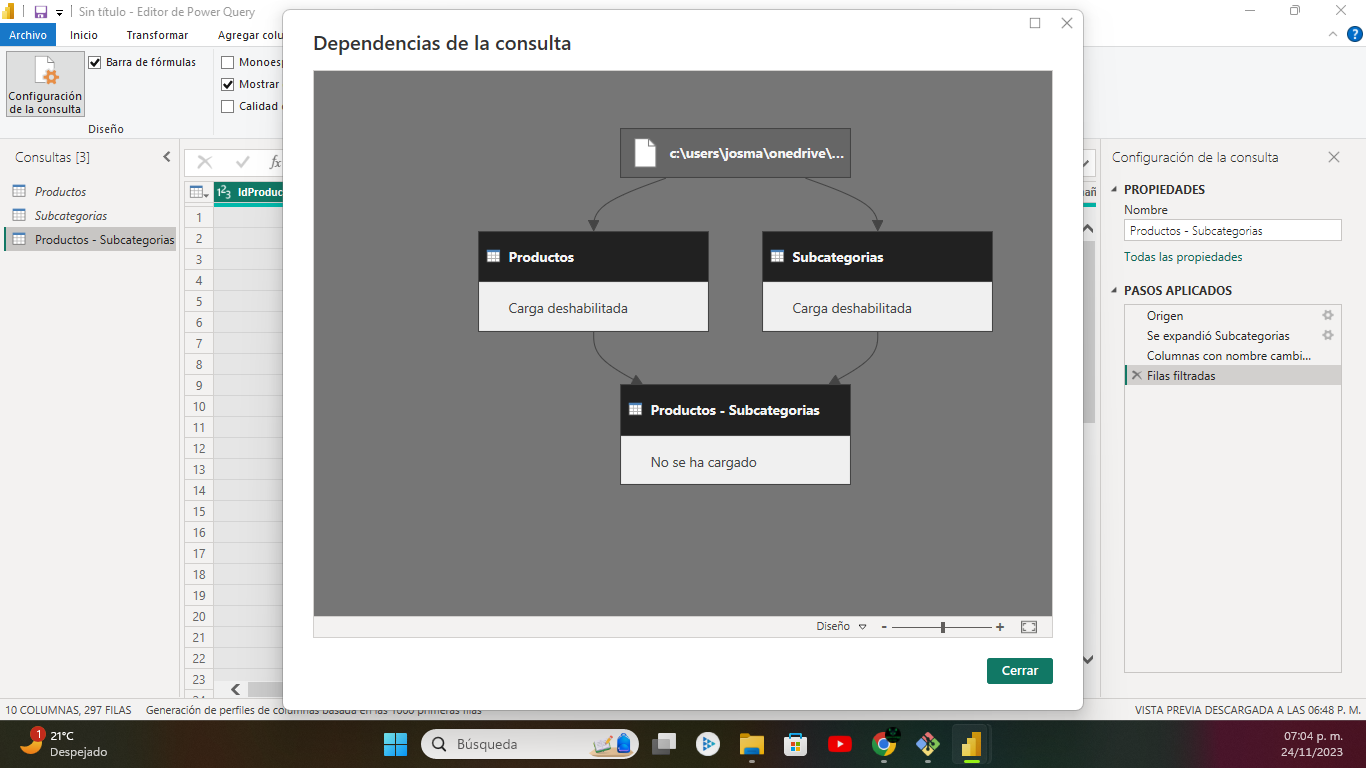 Sin título - Editor de Power Query
Archivo
Inicio
Transformar
Agregar colu
Configuración
de la consulta
Barra de fórmulas
Monoesp
Mostrar
Calidad
Diseño
Dependencias de la consulta
c:\users\josma\onedrive\...
Productos
Carga deshabilitada
Subcategorias
Carga deshabilitada
Productos - Subcategorias
No se ha cargado
Diseño
- +
Cerrar
Consultas [3]
Productos
Subcategorias
Productos - Subcategorias
fx
1²3 IdProduc
1
2
3
4
5
6
7
8
9
10
11
12
13
14
15
16
17
18
19
20
21
22
23
Configuración de la consulta
PROPIEDADES
Nombre
Productos - Subcategorias
Todas las propiedades
PASOS APLICADOS
Origen
Se expandió Subcategorias
Columnas con nombre cambi...
Filas filtradas
10 COLUMNAS, 297 FILAS
Generación de perfiles de columnas basada en las 1000 primeras filas
VISTA PREVIA DESCARGADA A LAS 06:48 P. M.
1
21°C
Despejado
Búsqueda
07:04 p. m.
24/11/2023